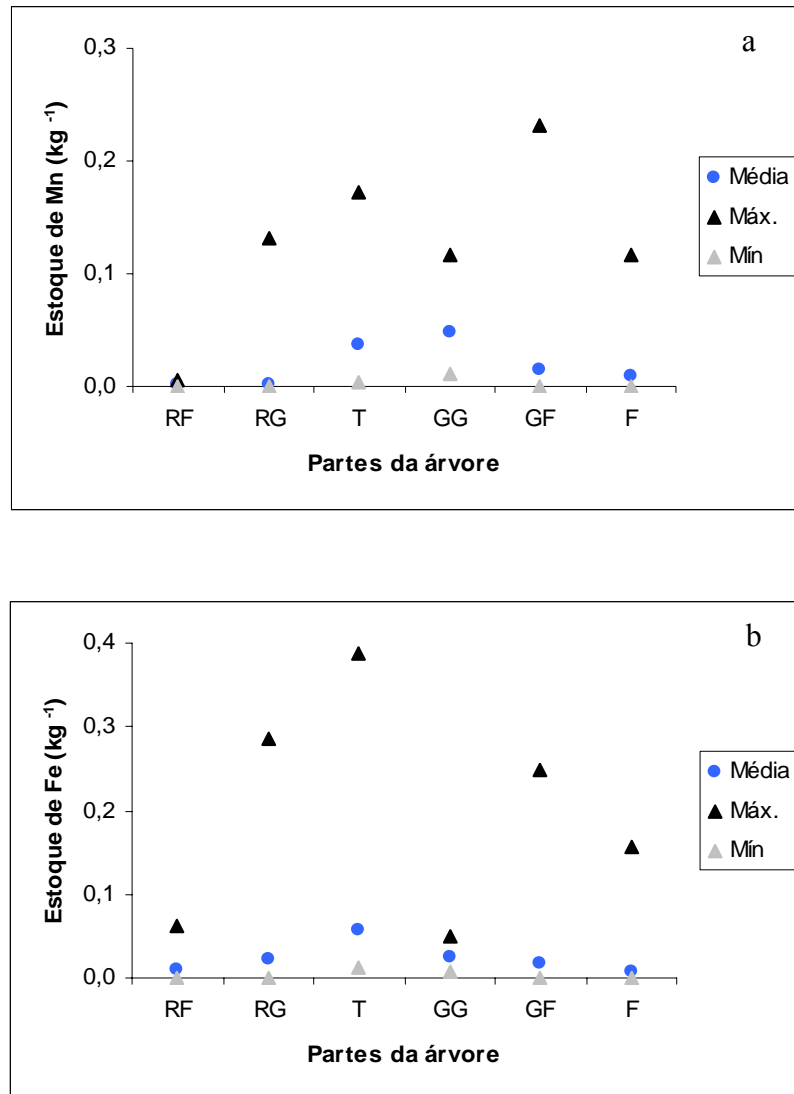 a
0,3
0,2
0,1
0,0
Estoque de Mn (kg ⁻¹)
RF RG T GG GF F
Partes da árvore
Média
Máx.
Mín
b
0,4
0,3
0,2
0,1
0,0
Estoque de Fe (kg ⁻¹)
RF RG T GG GF F
Partes da árvore
Média
Máx.
Mín